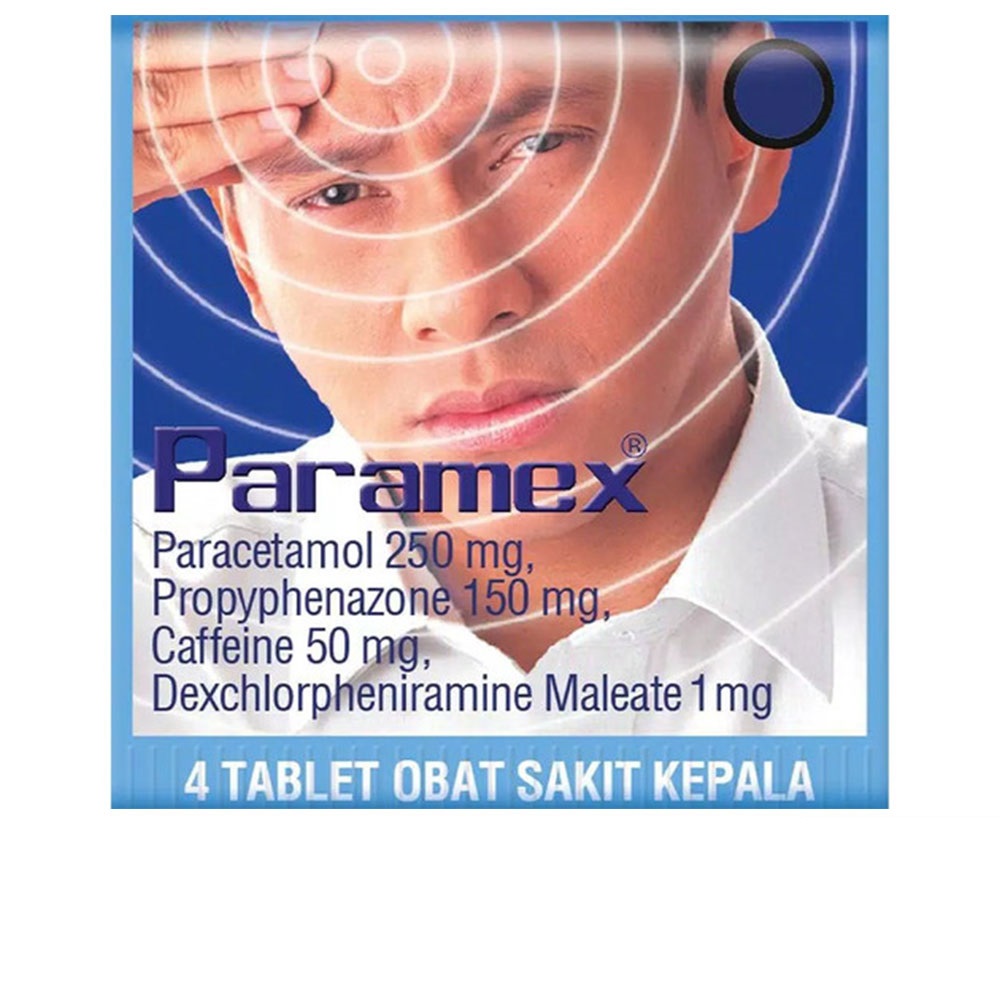 Paramex®
Paracetamol 250 mg,
Propyphenazone 150 mg,
Caffeine 50 mg,
Dexchlorpheniramine Maleate 1 mg
4 TABLET OBAT SAKIT KEPALA